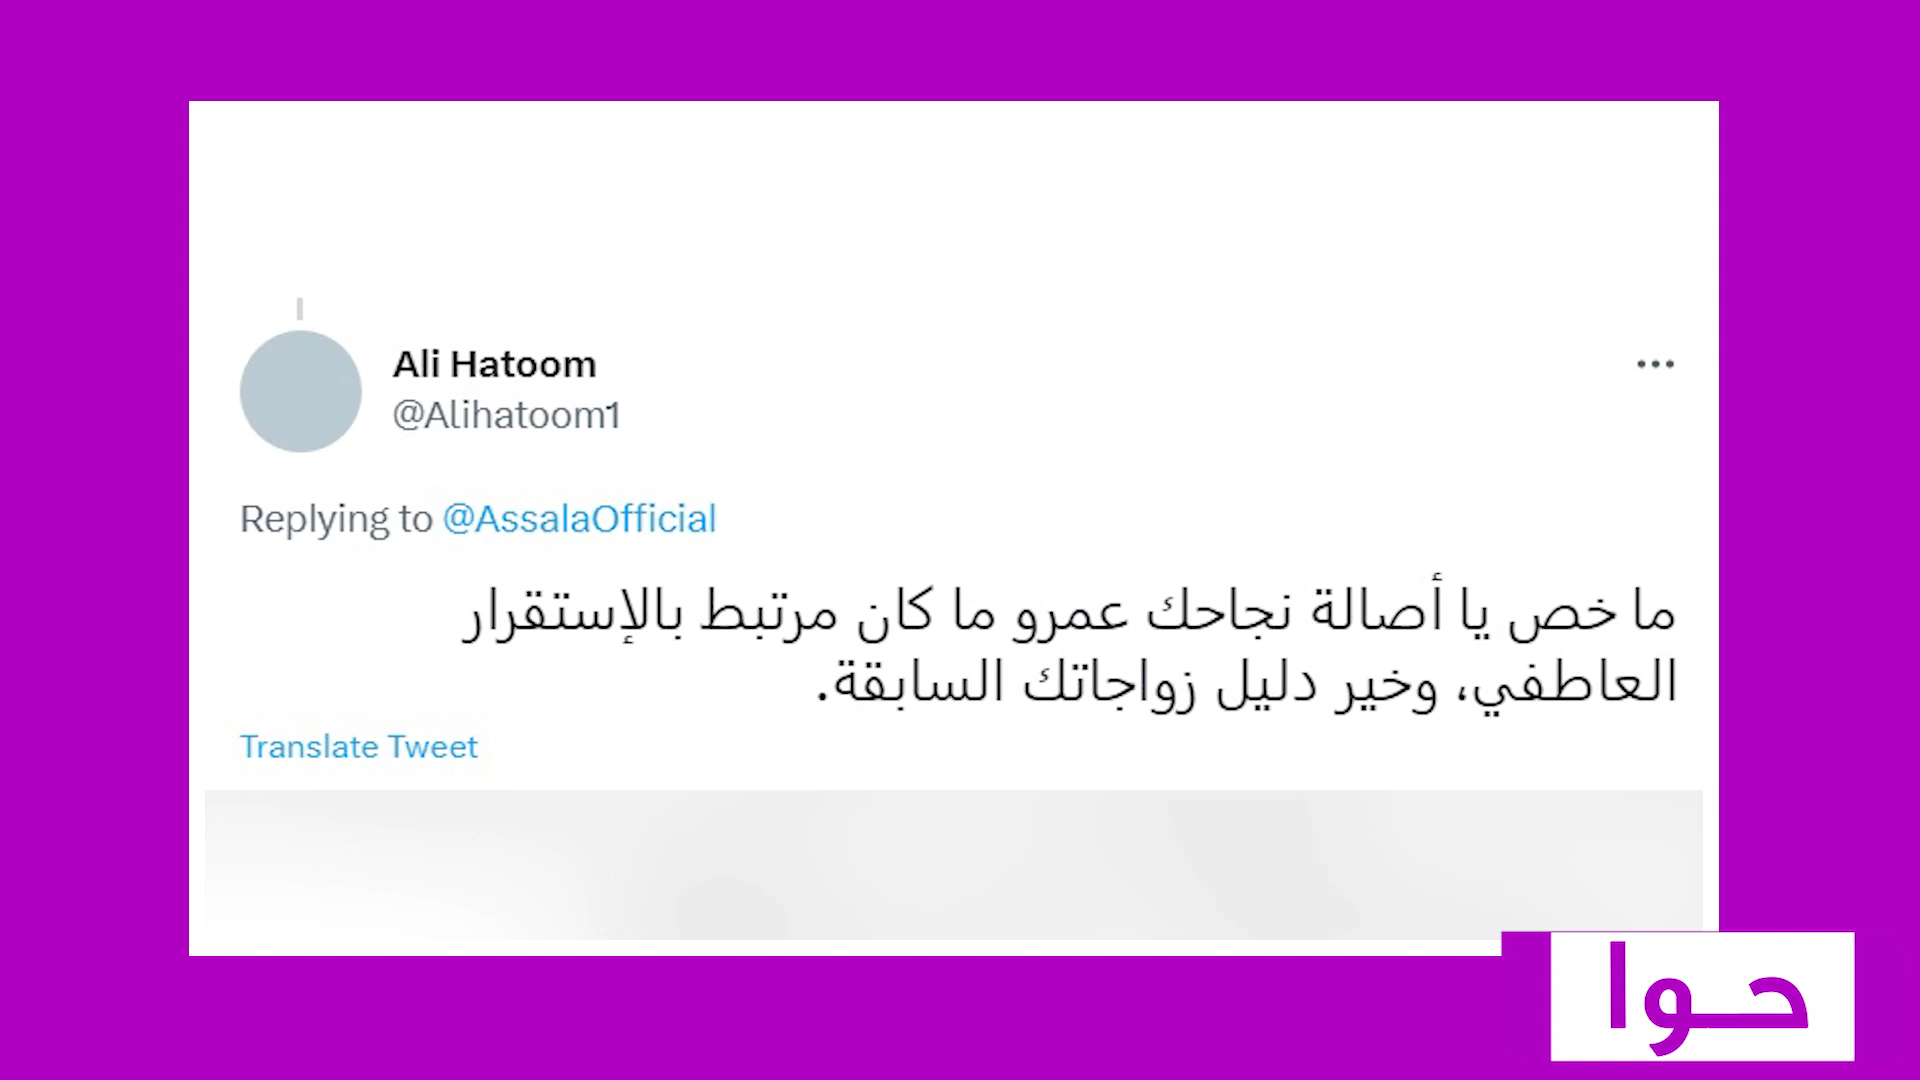 Ali Hatoom
@Alihatoom1
Replying to @AssalaOfficial
ما خص يا أصالة نجاحك عمرو ما كان مرتبط بالإستقرار
العاطفي، وخير دليل زواجاتك السابقة.
Translate Tweet
حوا